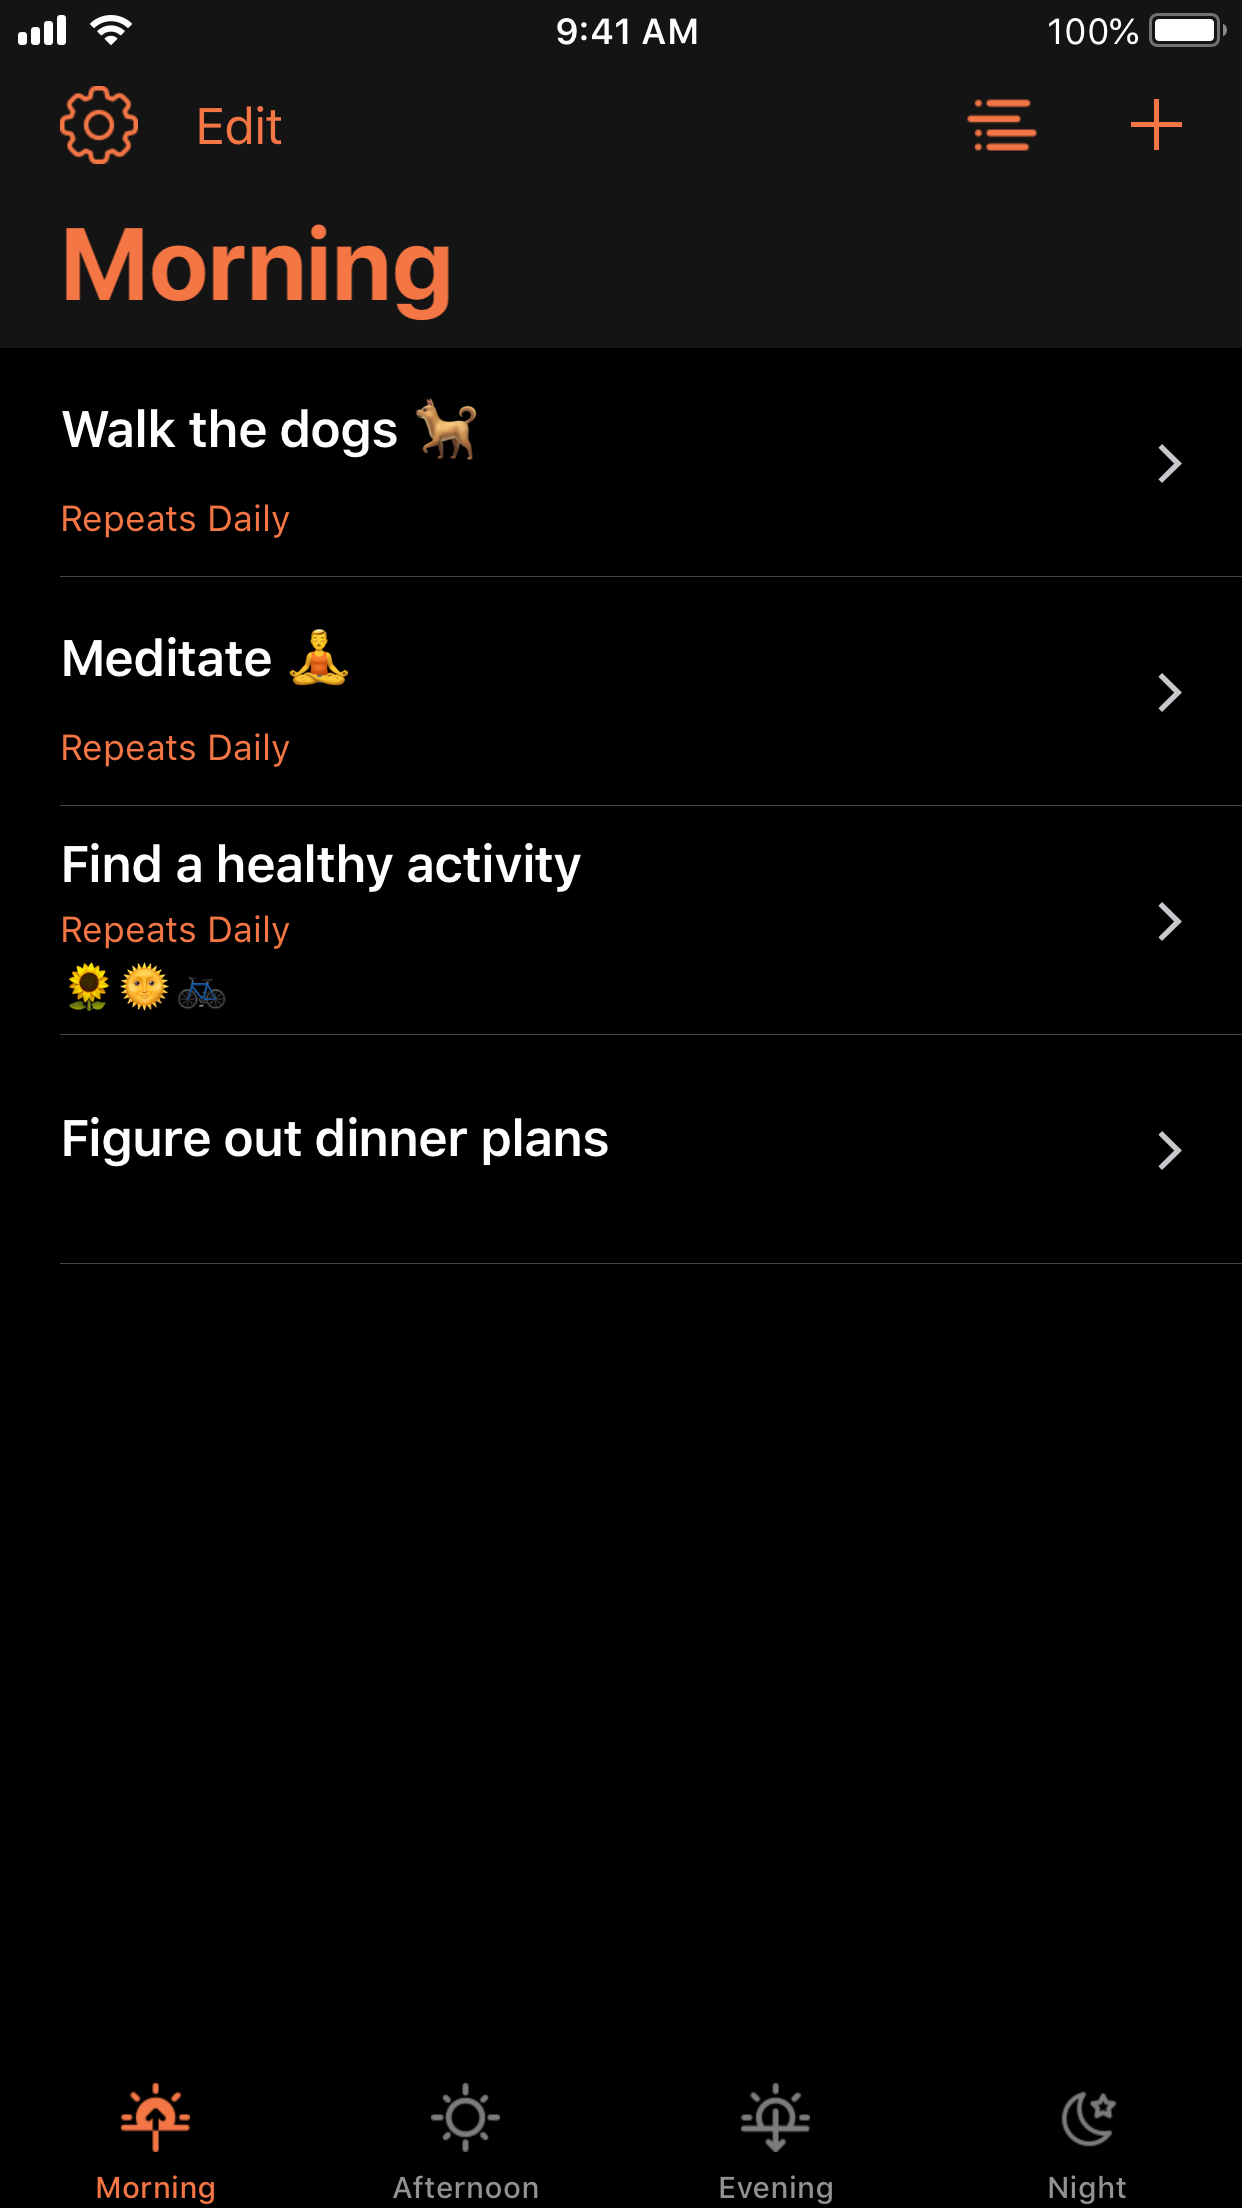 9:41 AM
100%
Edit
Morning
Walk the dogs 🐕
Repeats Daily
Meditate 🧘‍♂️
Repeats Daily
Find a healthy activity
Repeats Daily
🌻🌞🚲
Figure out dinner plans
Morning
Afternoon
Evening
Night